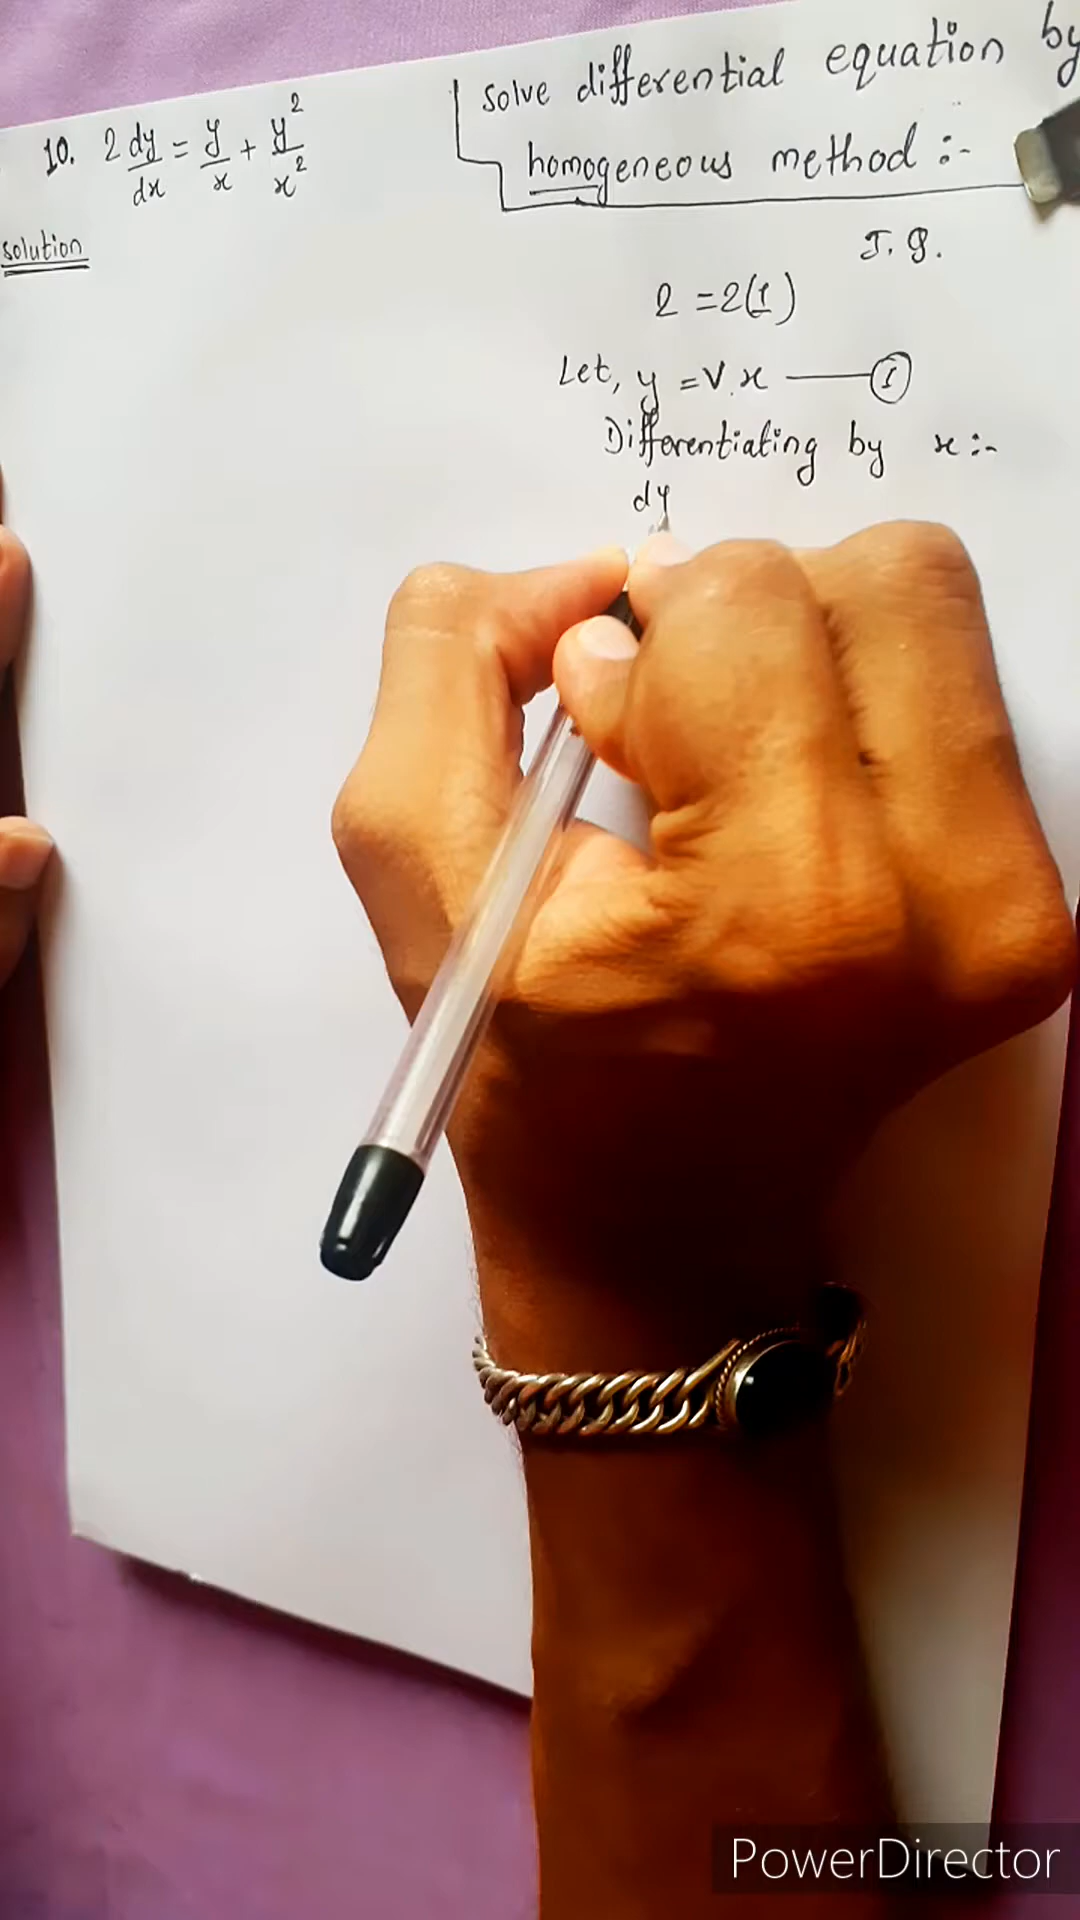 solve differential equation by
homogeneous method :-
10. 2 dy/dx = y/x + y²/x²
solution
I. g.
2 = 2(1)
Let, y = v.x —— ①
Differentiating by x :-
dy
PowerDirector